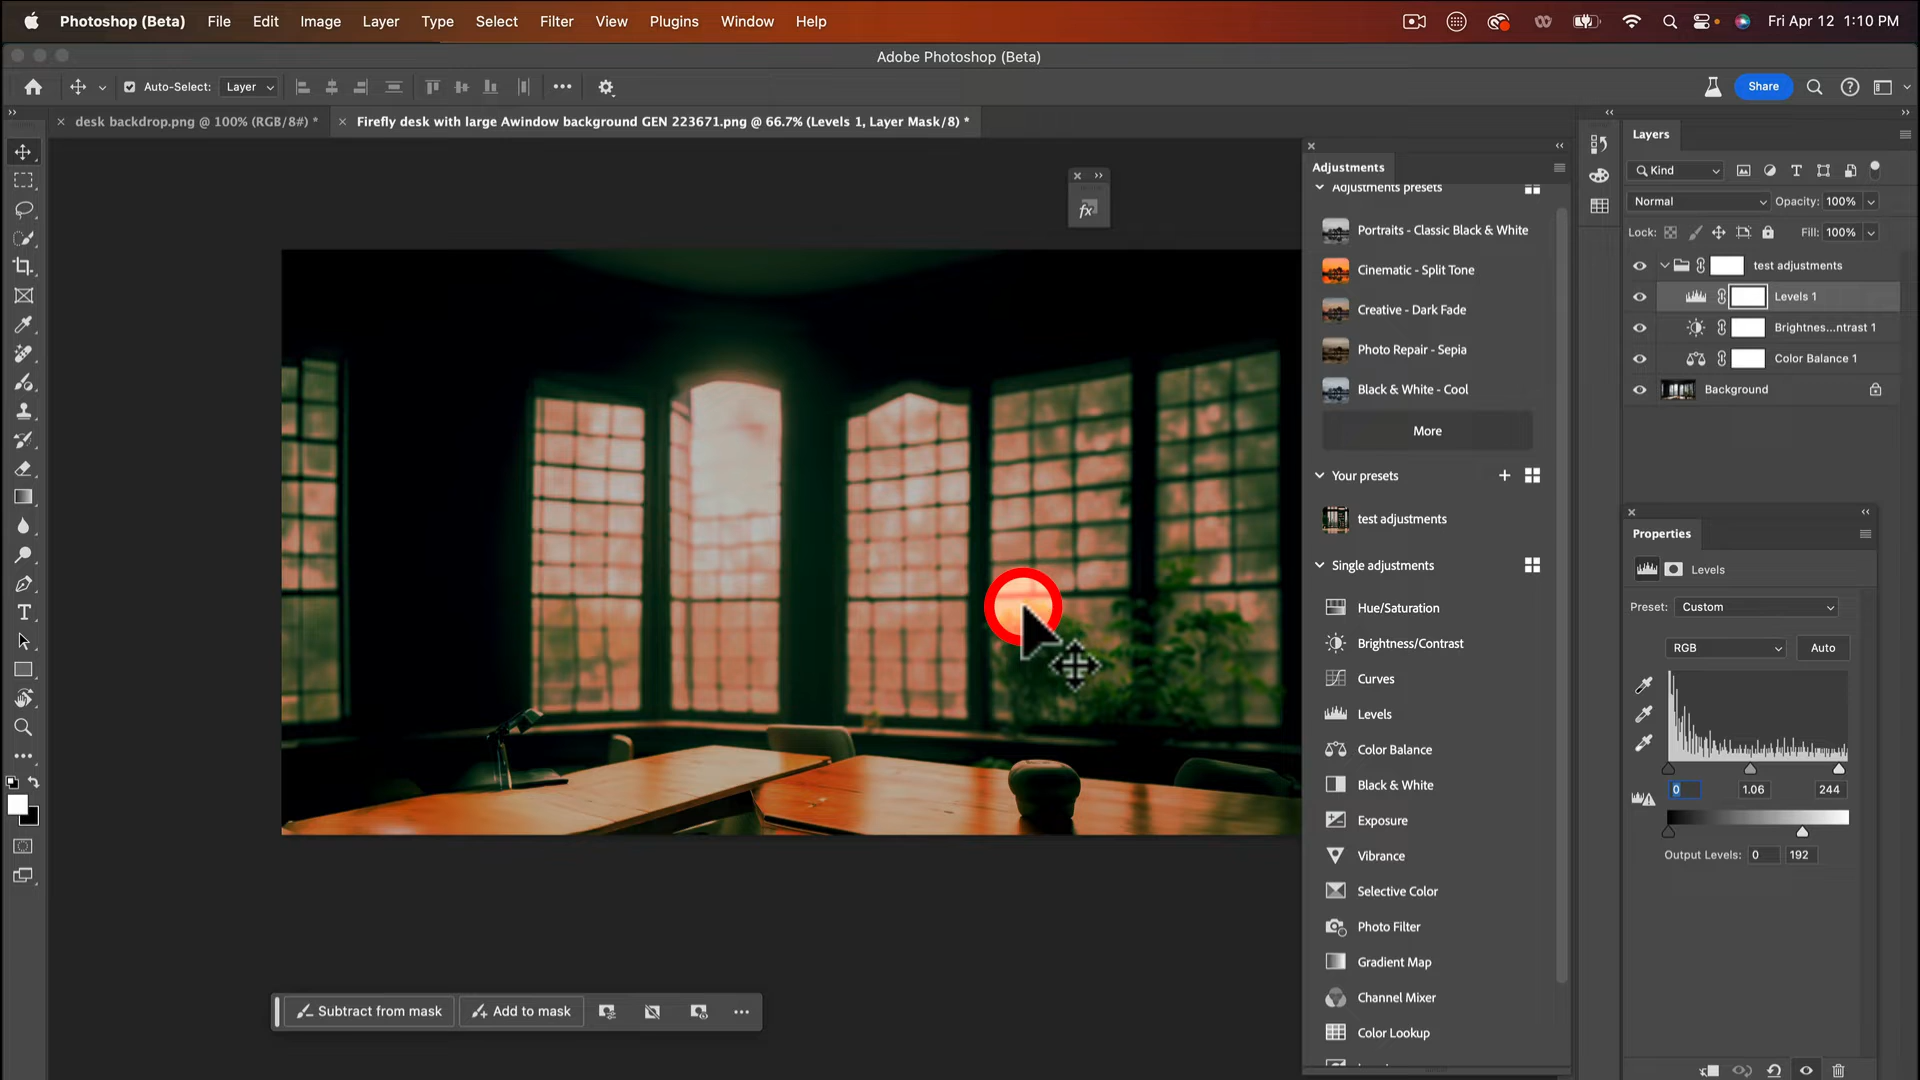 Photoshop (Beta) File Edit Image Layer Type Select Filter View Plugins Window Help Fri Apr 12 1:10 PM
Adobe Photoshop (Beta)
Auto-Select: Layer Share
desk backdrop.png @ 100% (RGB/8#) * Firefly desk with large Awindow background GEN 223671.png @ 66.7% (Levels 1, Layer Mask/8) *
fx
Adjustments
Adjustments presets
Portraits - Classic Black & White
Cinematic - Split Tone
Creative - Dark Fade
Photo Repair - Sepia
Black & White - Cool
More
Your presets
test adjustments
Single adjustments
Hue/Saturation
Brightness/Contrast
Curves
Levels
Color Balance
Black & White
Exposure
Vibrance
Selective Color
Photo Filter
Gradient Map
Channel Mixer
Color Lookup
Layers
Kind
Normal Opacity: 100%
Lock: Fill: 100%
test adjustments
Levels 1
Brightnes...ntrast 1
Color Balance 1
Background
Properties
Levels
Preset: Custom
RGB Auto
0 1.06 244
Output Levels: 0 192
Subtract from mask Add to mask